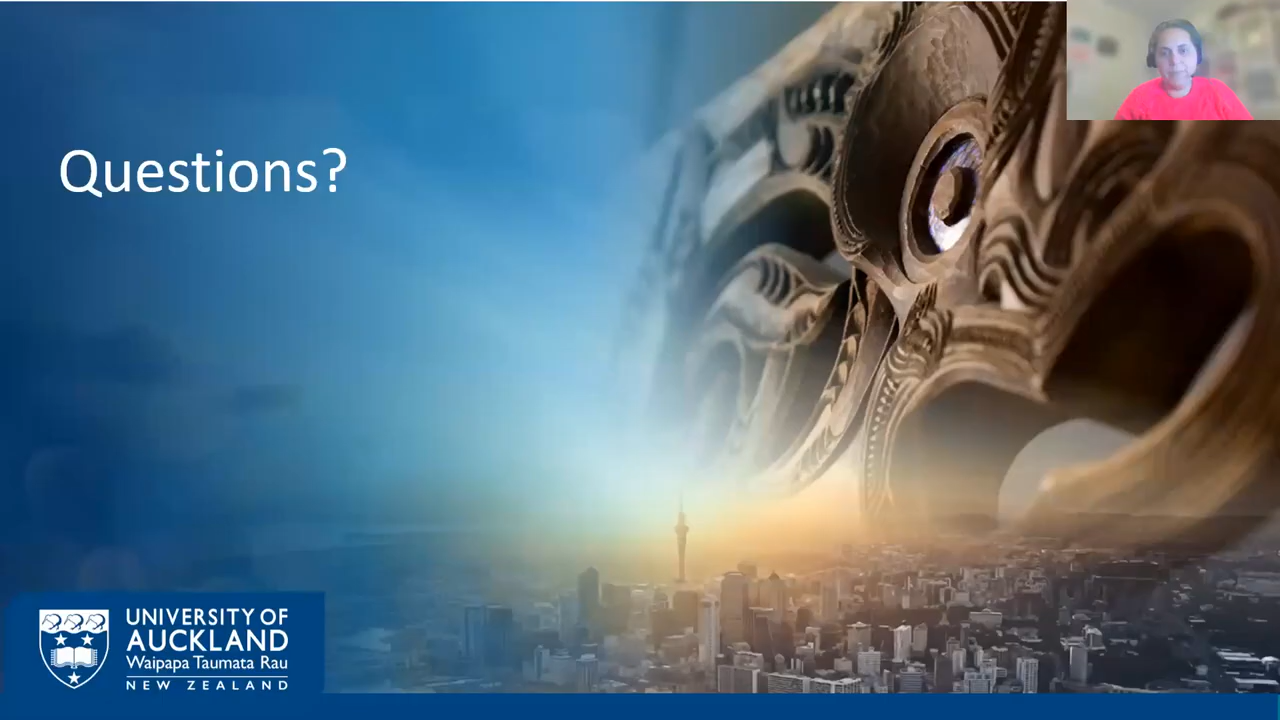 Questions?
UNIVERSITY OF
AUCKLAND
Waipapa Taumata Rau
NEW ZEALAND